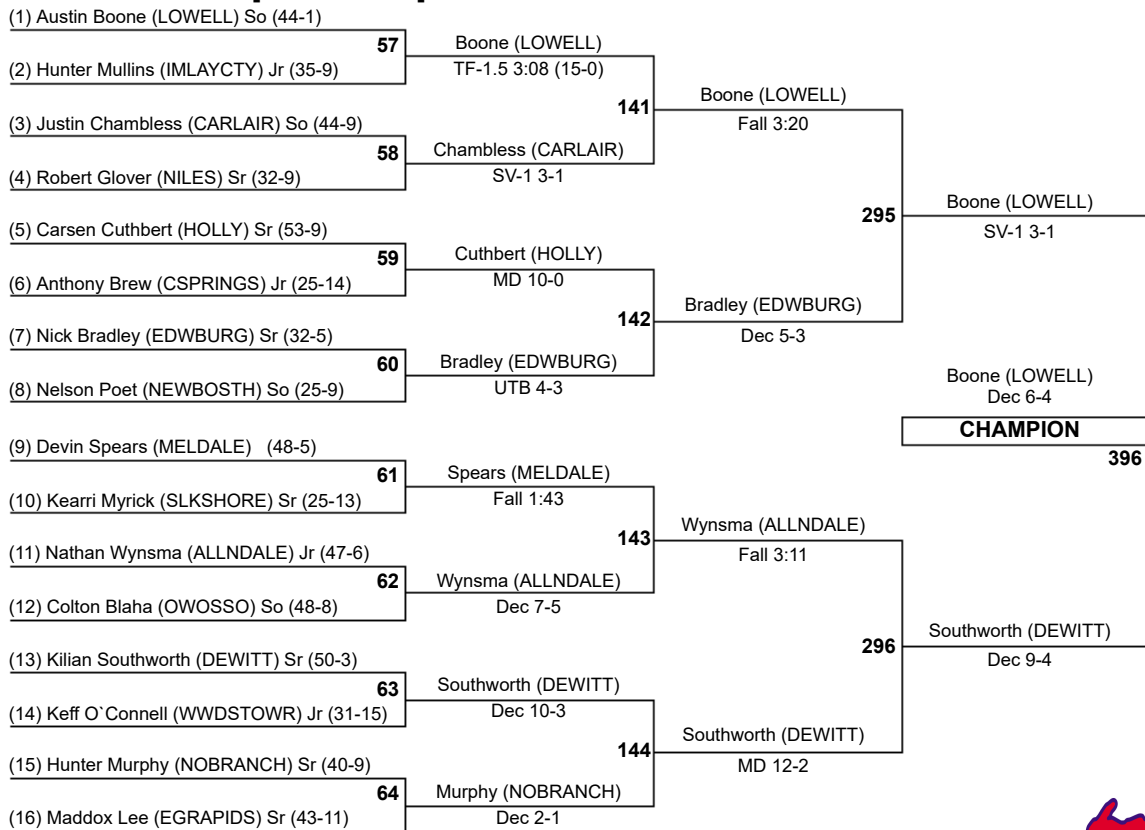 (1) Austin Boone (LOWELL) So (44-1)
57
(2) Hunter Mullins (IMLAYCTY) Jr (35-9)
Boone (LOWELL)
TF-1.5 3:08 (15-0)
141
(3) Justin Chambless (CARLAIR) So (44-9)
58
(4) Robert Glover (NILES) Sr (32-9)
Chambless (CARLAIR)
SV-1 3-1
Boone (LOWELL)
Fall 3:20
295
(5) Carsen Cuthbert (HOLLY) Sr (53-9)
59
(6) Anthony Brew (CSPRINGS) Jr (25-14)
Cuthbert (HOLLY)
MD 10-0
142
(7) Nick Bradley (EDWBURG) Sr (32-5)
60
(8) Nelson Poet (NEWBOSTH) So (25-9)
Bradley (EDWBURG)
UTB 4-3
Bradley (EDWBURG)
Dec 5-3
Boone (LOWELL)
SV-1 3-1
Boone (LOWELL)
Dec 6-4
CHAMPION
396
(9) Devin Spears (MELDALE) (48-5)
61
(10) Kearri Myrick (SLKSHORE) Sr (25-13)
Spears (MELDALE)
Fall 1:43
143
(11) Nathan Wynsma (ALLNDALE) Jr (47-6)
62
(12) Colton Blaha (OWOSSO) So (48-8)
Wynsma (ALLNDALE)
Dec 7-5
Wynsma (ALLNDALE)
Fall 3:11
296
(13) Kilian Southworth (DEWITT) Sr (50-3)
63
(14) Keff O`Connell (WWDSTOWR) Jr (31-15)
Southworth (DEWITT)
Dec 10-3
144
(15) Hunter Murphy (NOBRANCH) Sr (40-9)
64
(16) Maddox Lee (EGRAPIDS) Sr (43-11)
Murphy (NOBRANCH)
Dec 2-1
Southworth (DEWITT)
MD 12-2
Southworth (DEWITT)
Dec 9-4